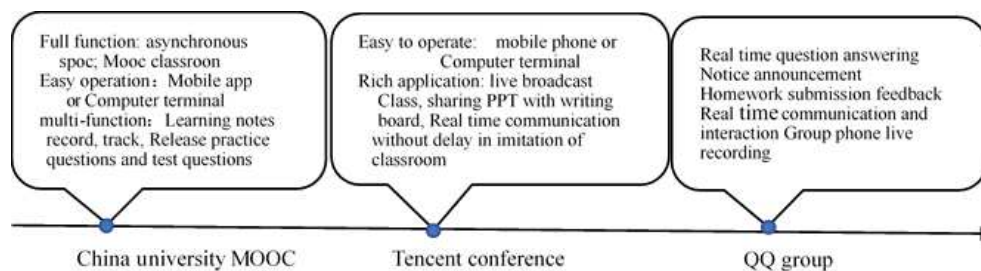 Full function: asynchronous
spoc; Mooc classroon
Easy operation：Mobile app
or Computer terminal
multi-function：Learning notes
record, track, Release practice
questions and test questions
Easy to operate: mobile phone or
Computer terminal
Rich application: live broadcast
Class, sharing PPT with writing
board, Real time communication
without delay in imitation of
classroom
Real time question answering
Notice announcement
Homework submission feedback
Real time communication and
interaction Group phone live
recording
China university MOOC
Tencent conference
QQ group